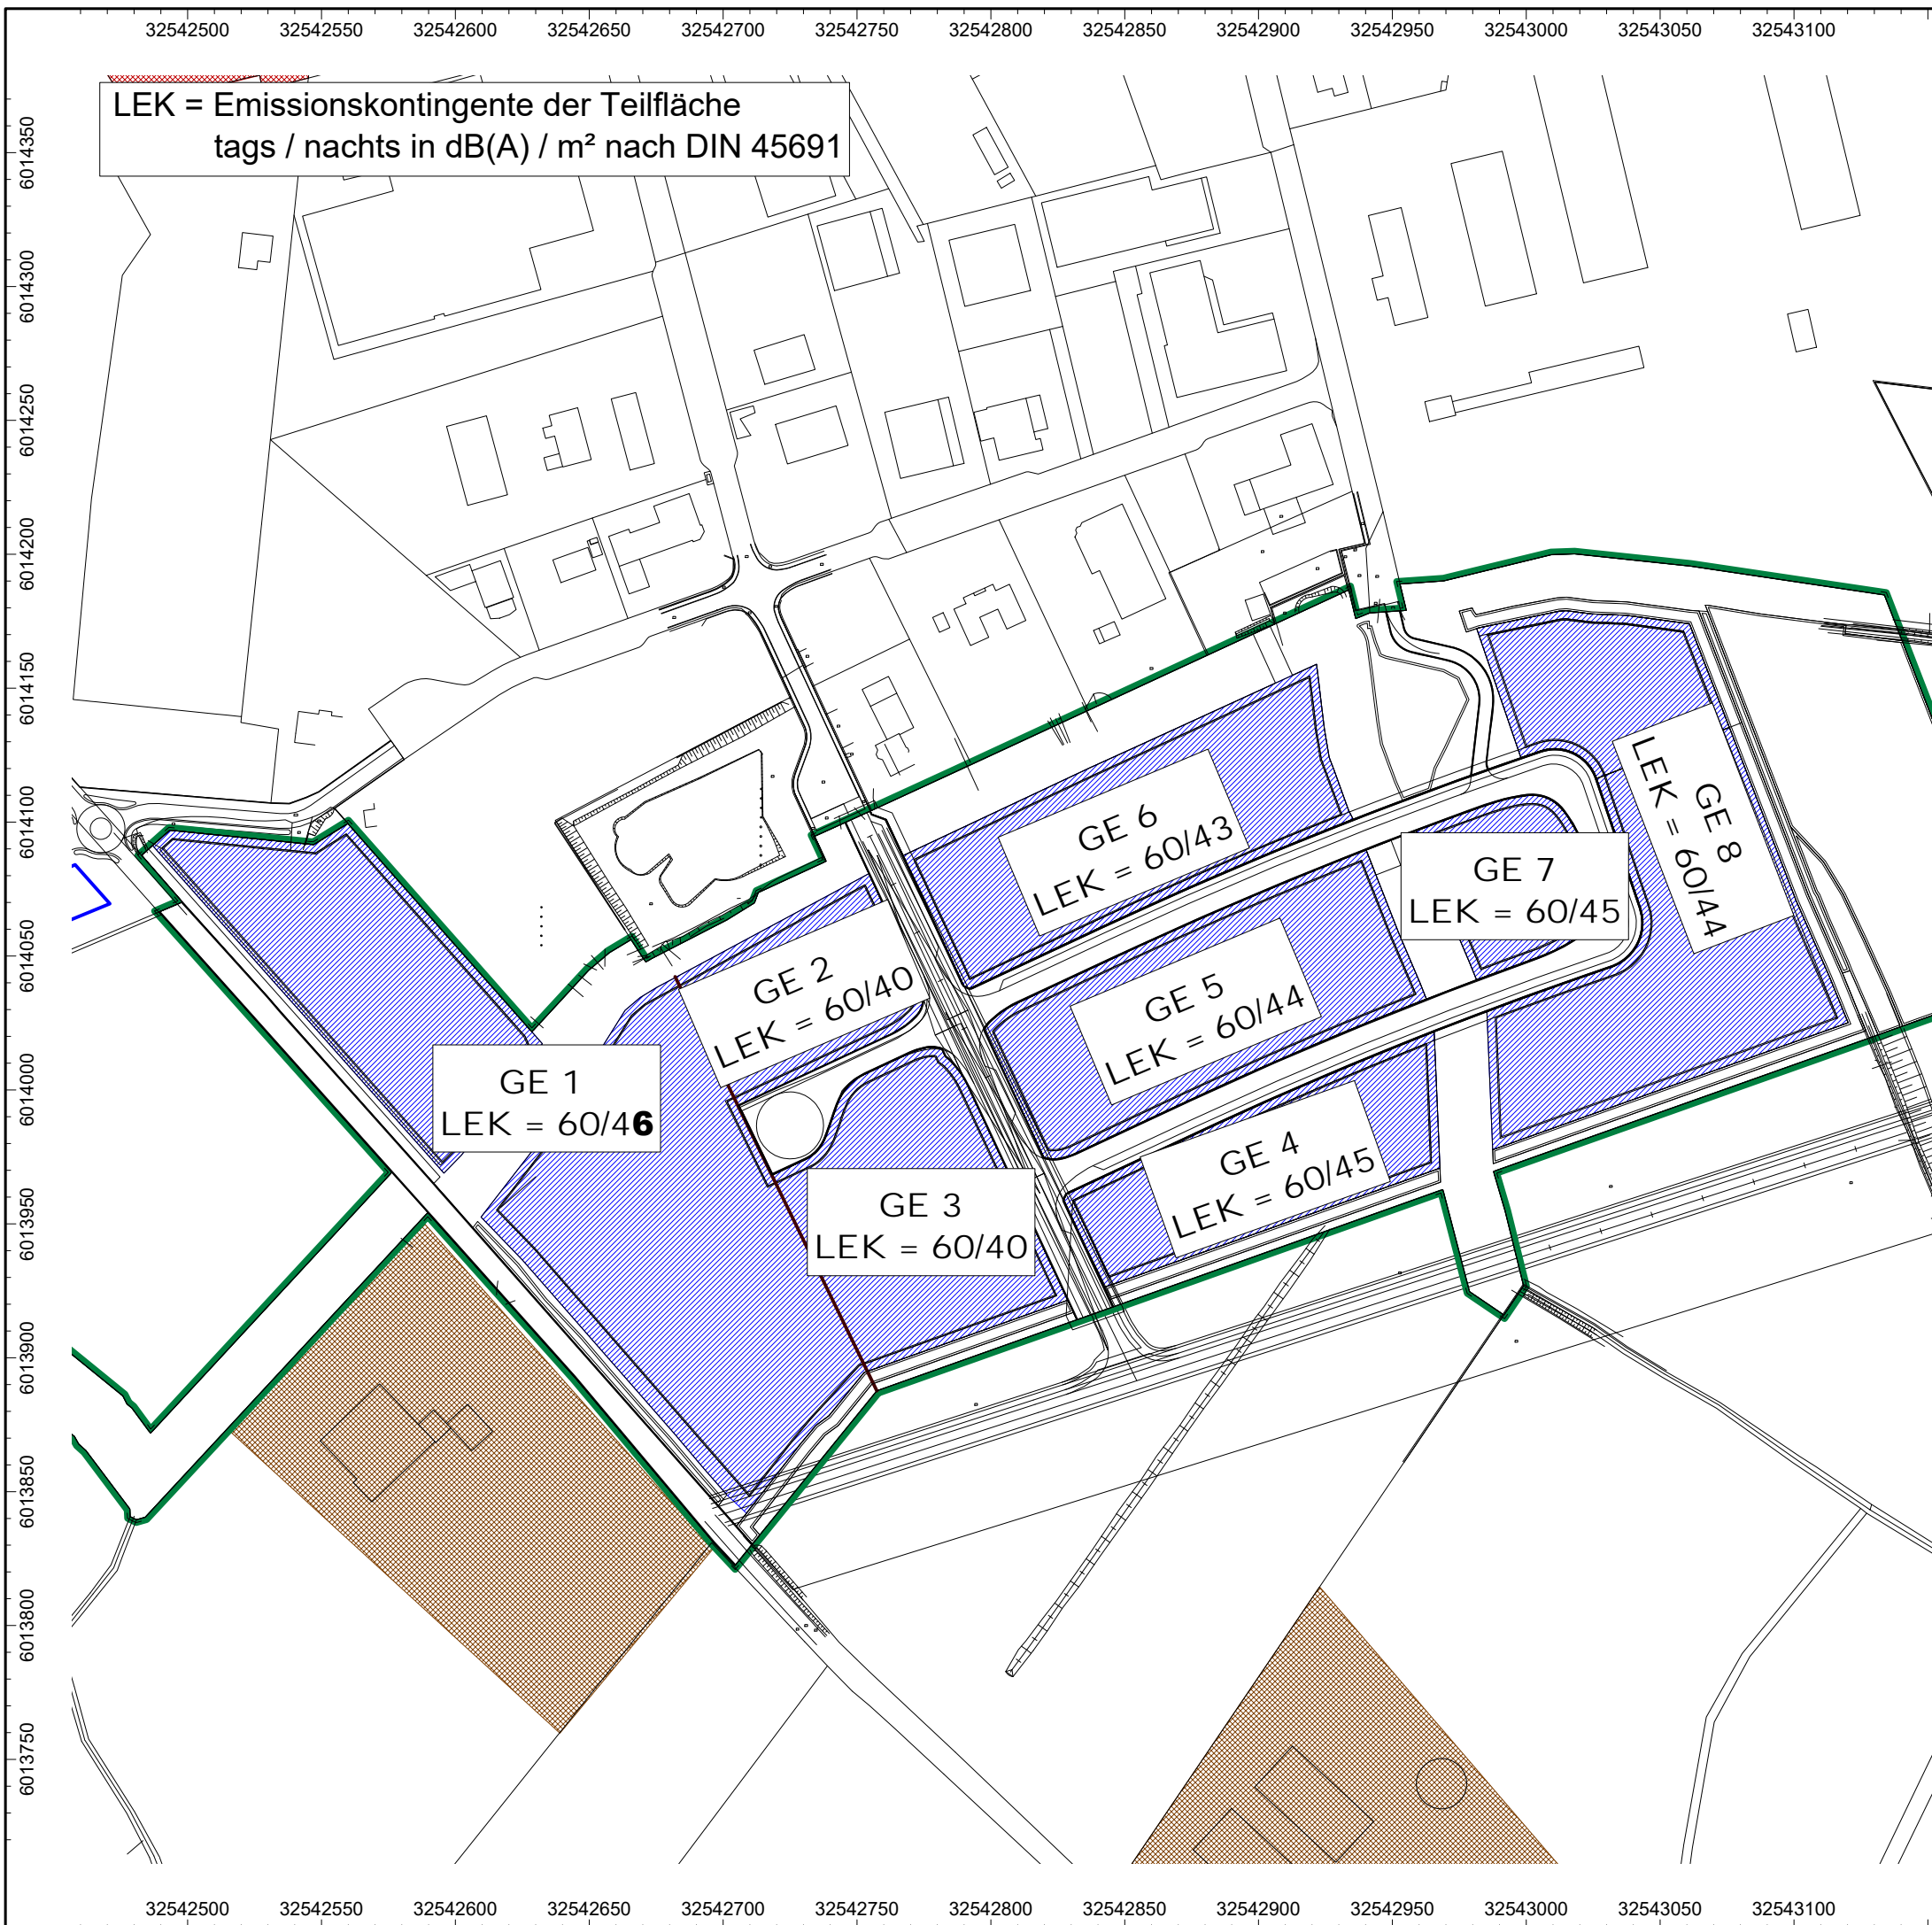 32542500 32542550 32542600 32542650 32542700 32542750 32542800 32542850 32542900 32542950 32543000 32543050 32543100
LEK = Emissionskontingente der Teilfläche
tags / nachts in dB(A) / m² nach DIN 45691
6014350
6014300
6014250
6014200
6014150
6014100
6014050
6014000
6013950
6013900
6013850
6013800
6013750
GE 6
LEK = 60/43
GE 8
LEK = 60/44
GE 7
LEK = 60/45
GE 2
LEK = 60/40
GE 5
LEK = 60/44
GE 1
LEK = 60/46
GE 4
LEK = 60/45
GE 3
LEK = 60/40
32542500 32542550 32542600 32542650 32542700 32542750 32542800 32542850 32542900 32542950 32543000 32543050 32543100